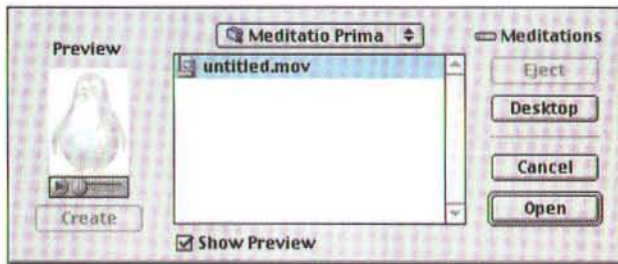 Preview
Create
Meditatio Prima
untitled.mov
Show Preview
Meditations
Eject
Desktop
Cancel
Open